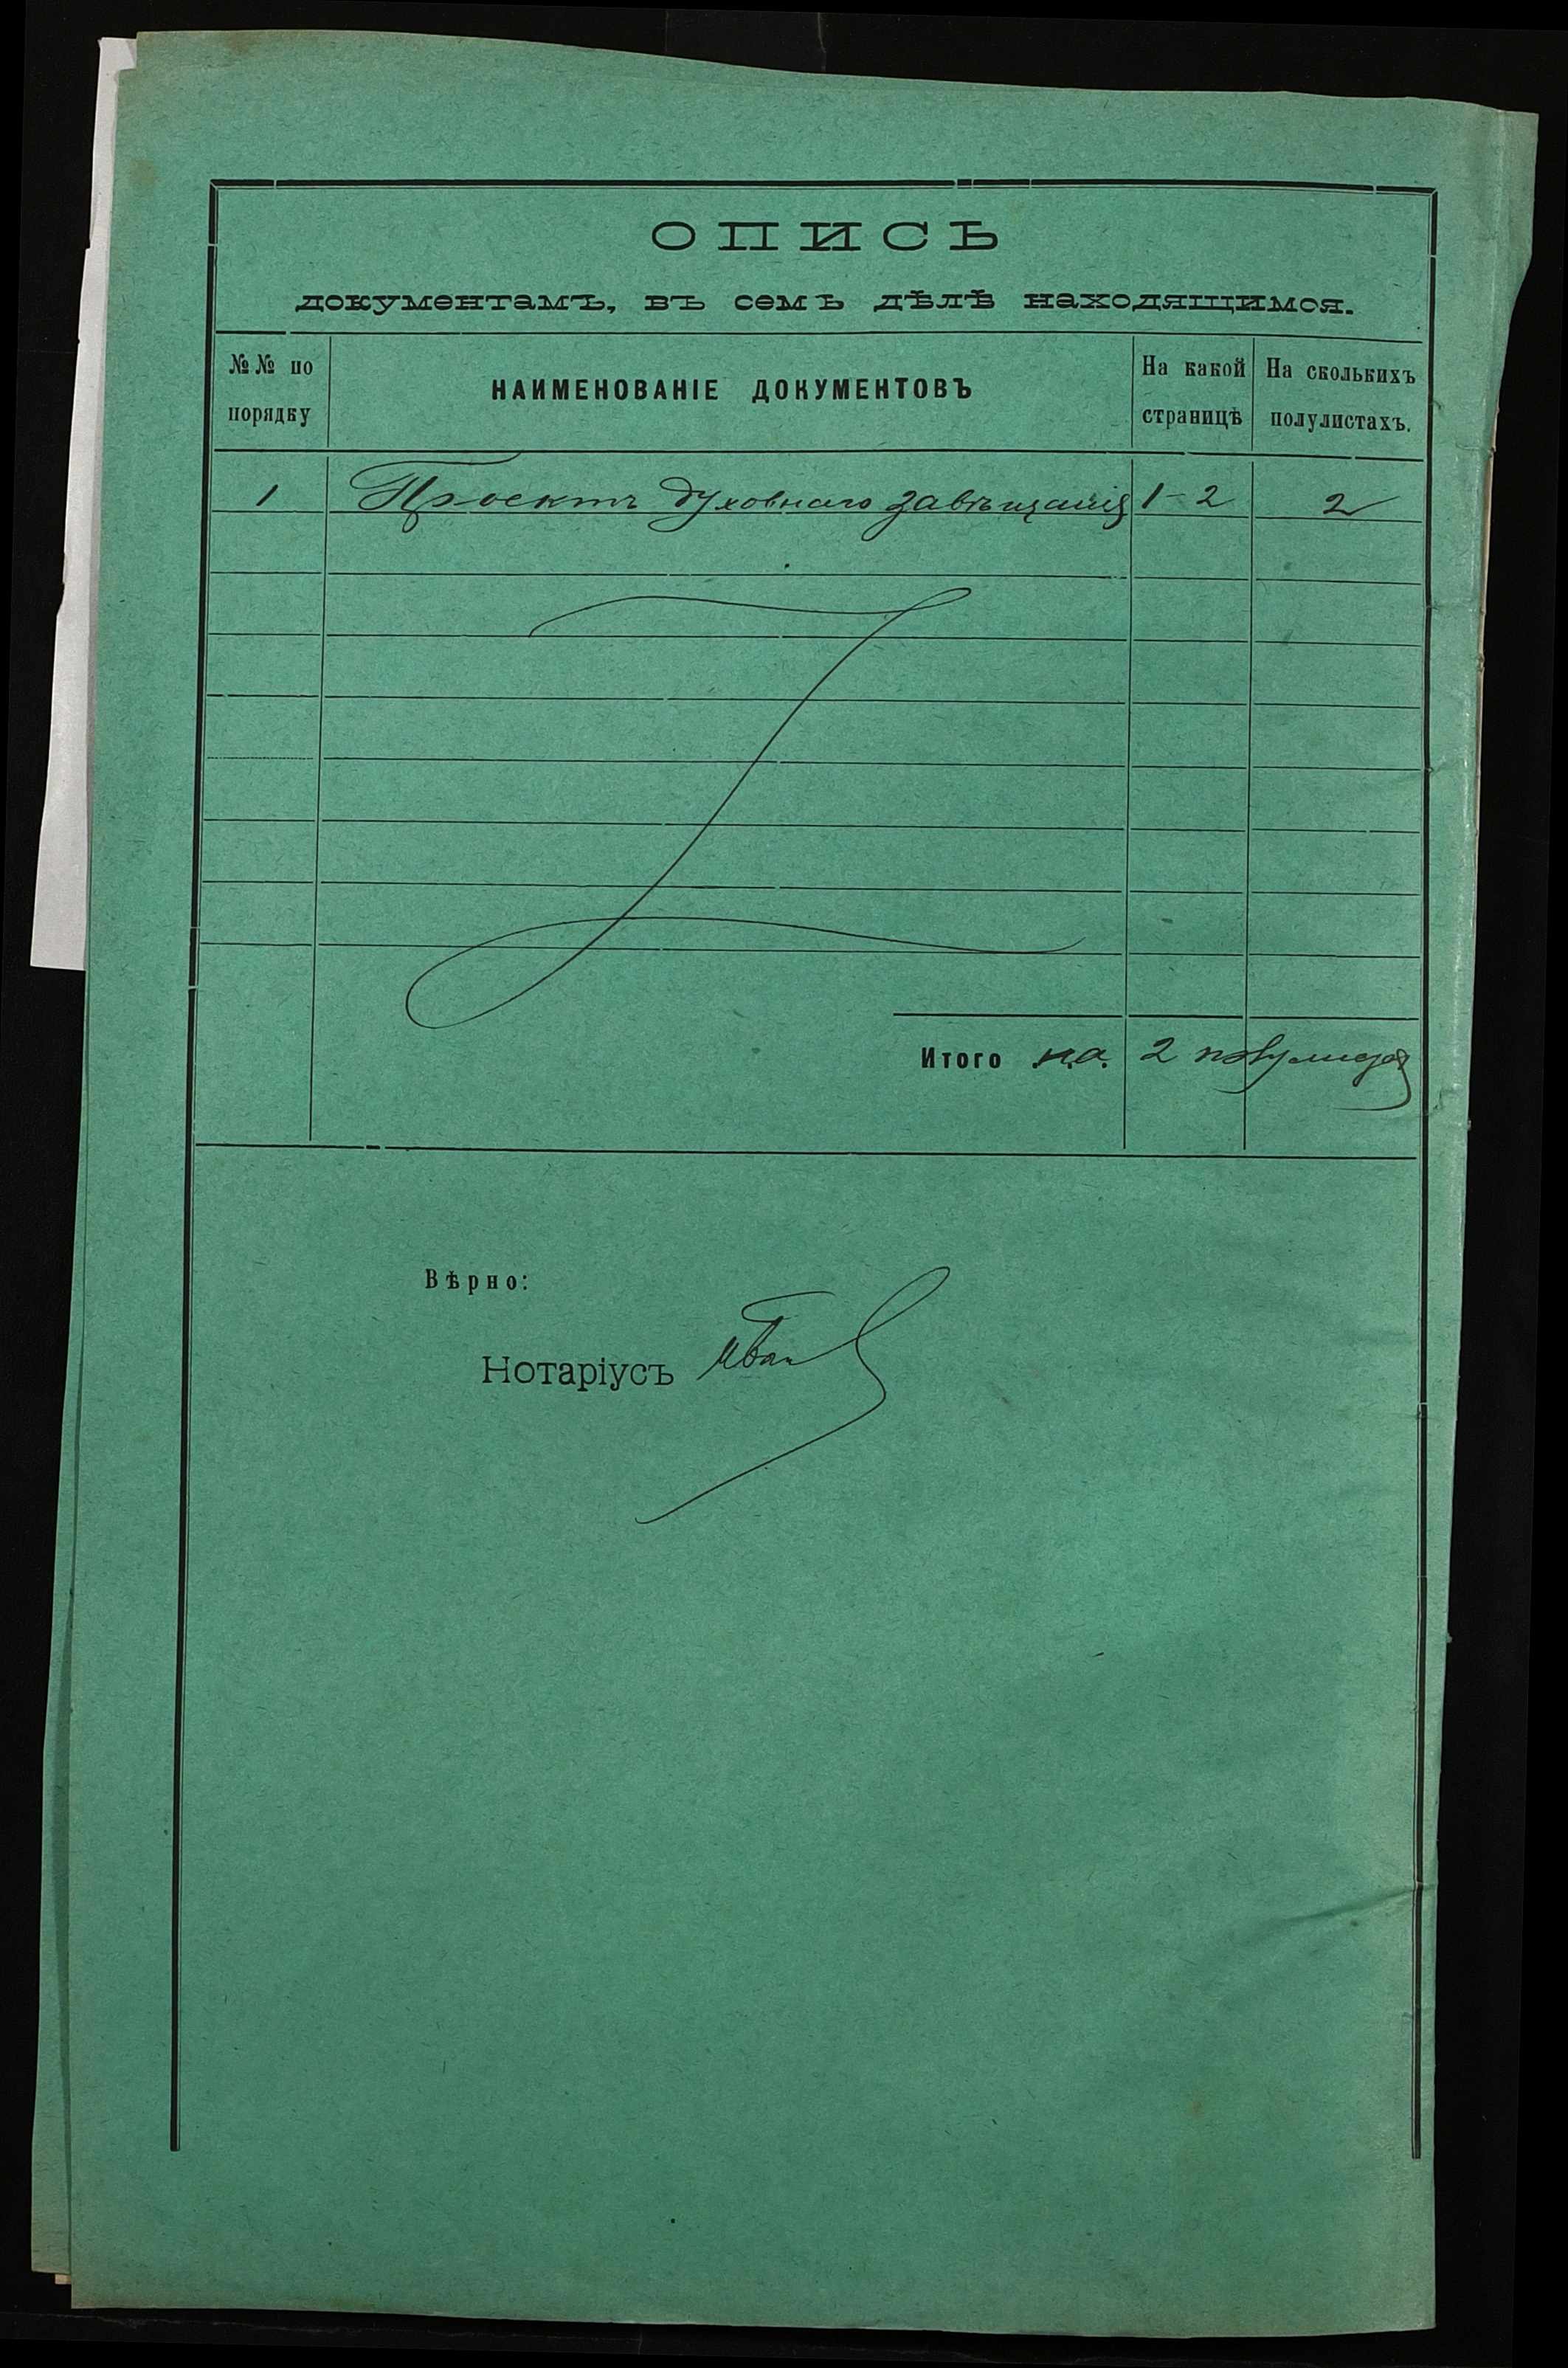 ОПИСЬ
документамъ, въ семъ дѣлѣ находящимся.
№№ по порядку
НАИМЕНОВАНІЕ ДОКУМЕНТОВЪ
На какой страницѣ
На сколькихъ полулистахъ.
1 Проектъ духовнаго завѣщанія 1-2 2
Итого на 2 полулистах
Вѣрно:
Нотаріусъ